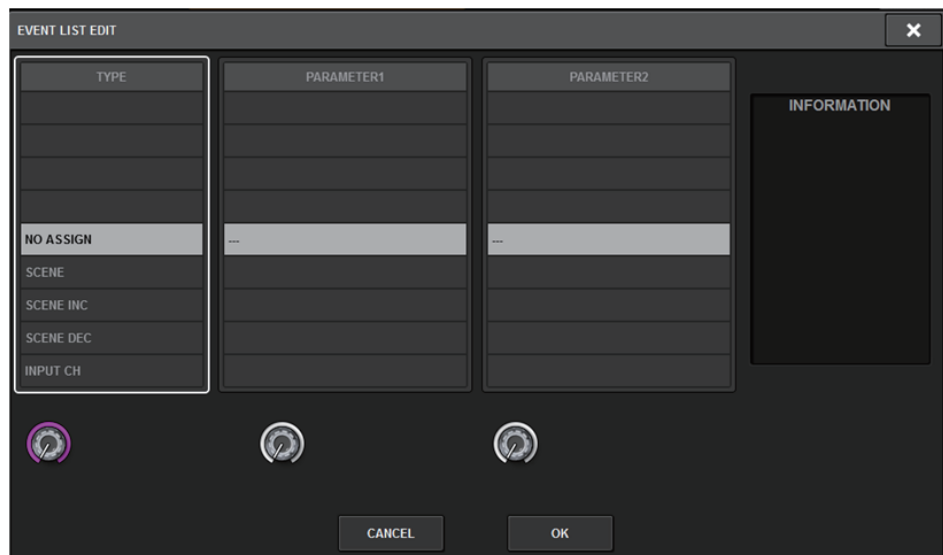 EVENT LIST EDIT
TYPE
PARAMETER1
PARAMETER2
INFORMATION
NO ASSIGN
---
---
SCENE
SCENE INC
SCENE DEC
INPUT CH
CANCEL
OK